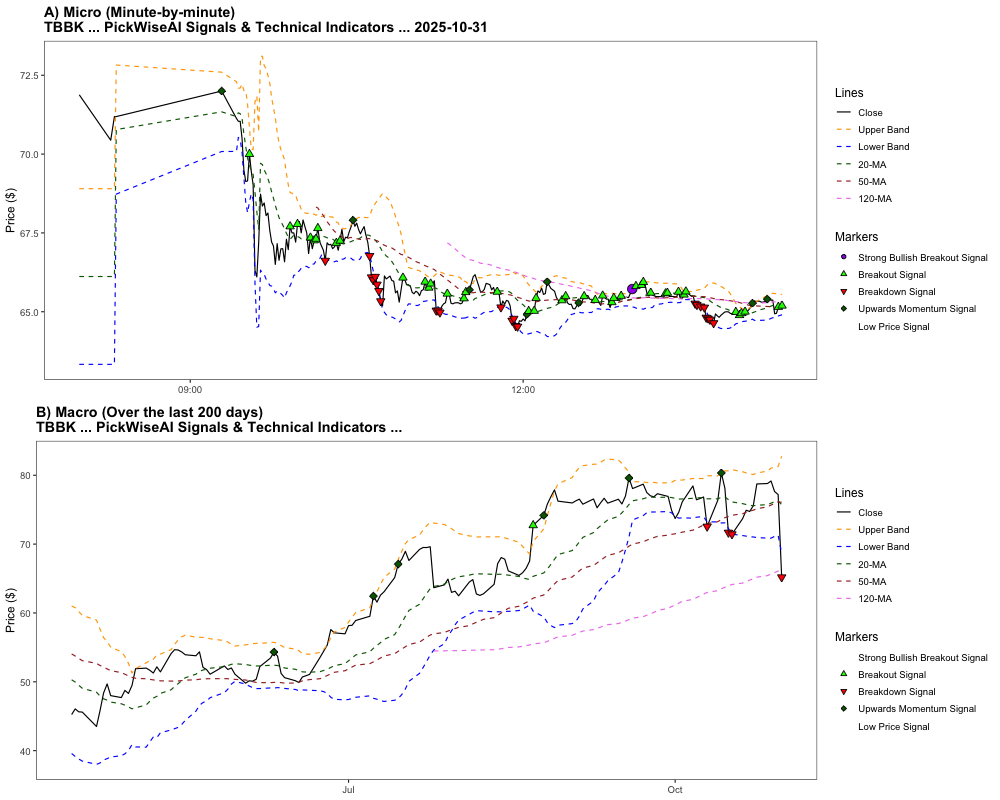 A) Micro (Minute-by-minute)
TBBK ... PickWiseAI Signals & Technical Indicators ... 2025-10-31
Price ($)
72.5
70.0
67.5
65.0
09:00
12:00
Lines
Close
Upper Band
Lower Band
20-MA
50-MA
120-MA
Markers
Strong Bullish Breakout Signal
Breakout Signal
Breakdown Signal
Upwards Momentum Signal
Low Price Signal
B) Macro (Over the last 200 days)
TBBK ... PickWiseAI Signals & Technical Indicators ...
Price ($)
80
70
60
50
40
Jul
Oct
Lines
Close
Upper Band
Lower Band
20-MA
50-MA
120-MA
Markers
Strong Bullish Breakout Signal
Breakout Signal
Breakdown Signal
Upwards Momentum Signal
Low Price Signal